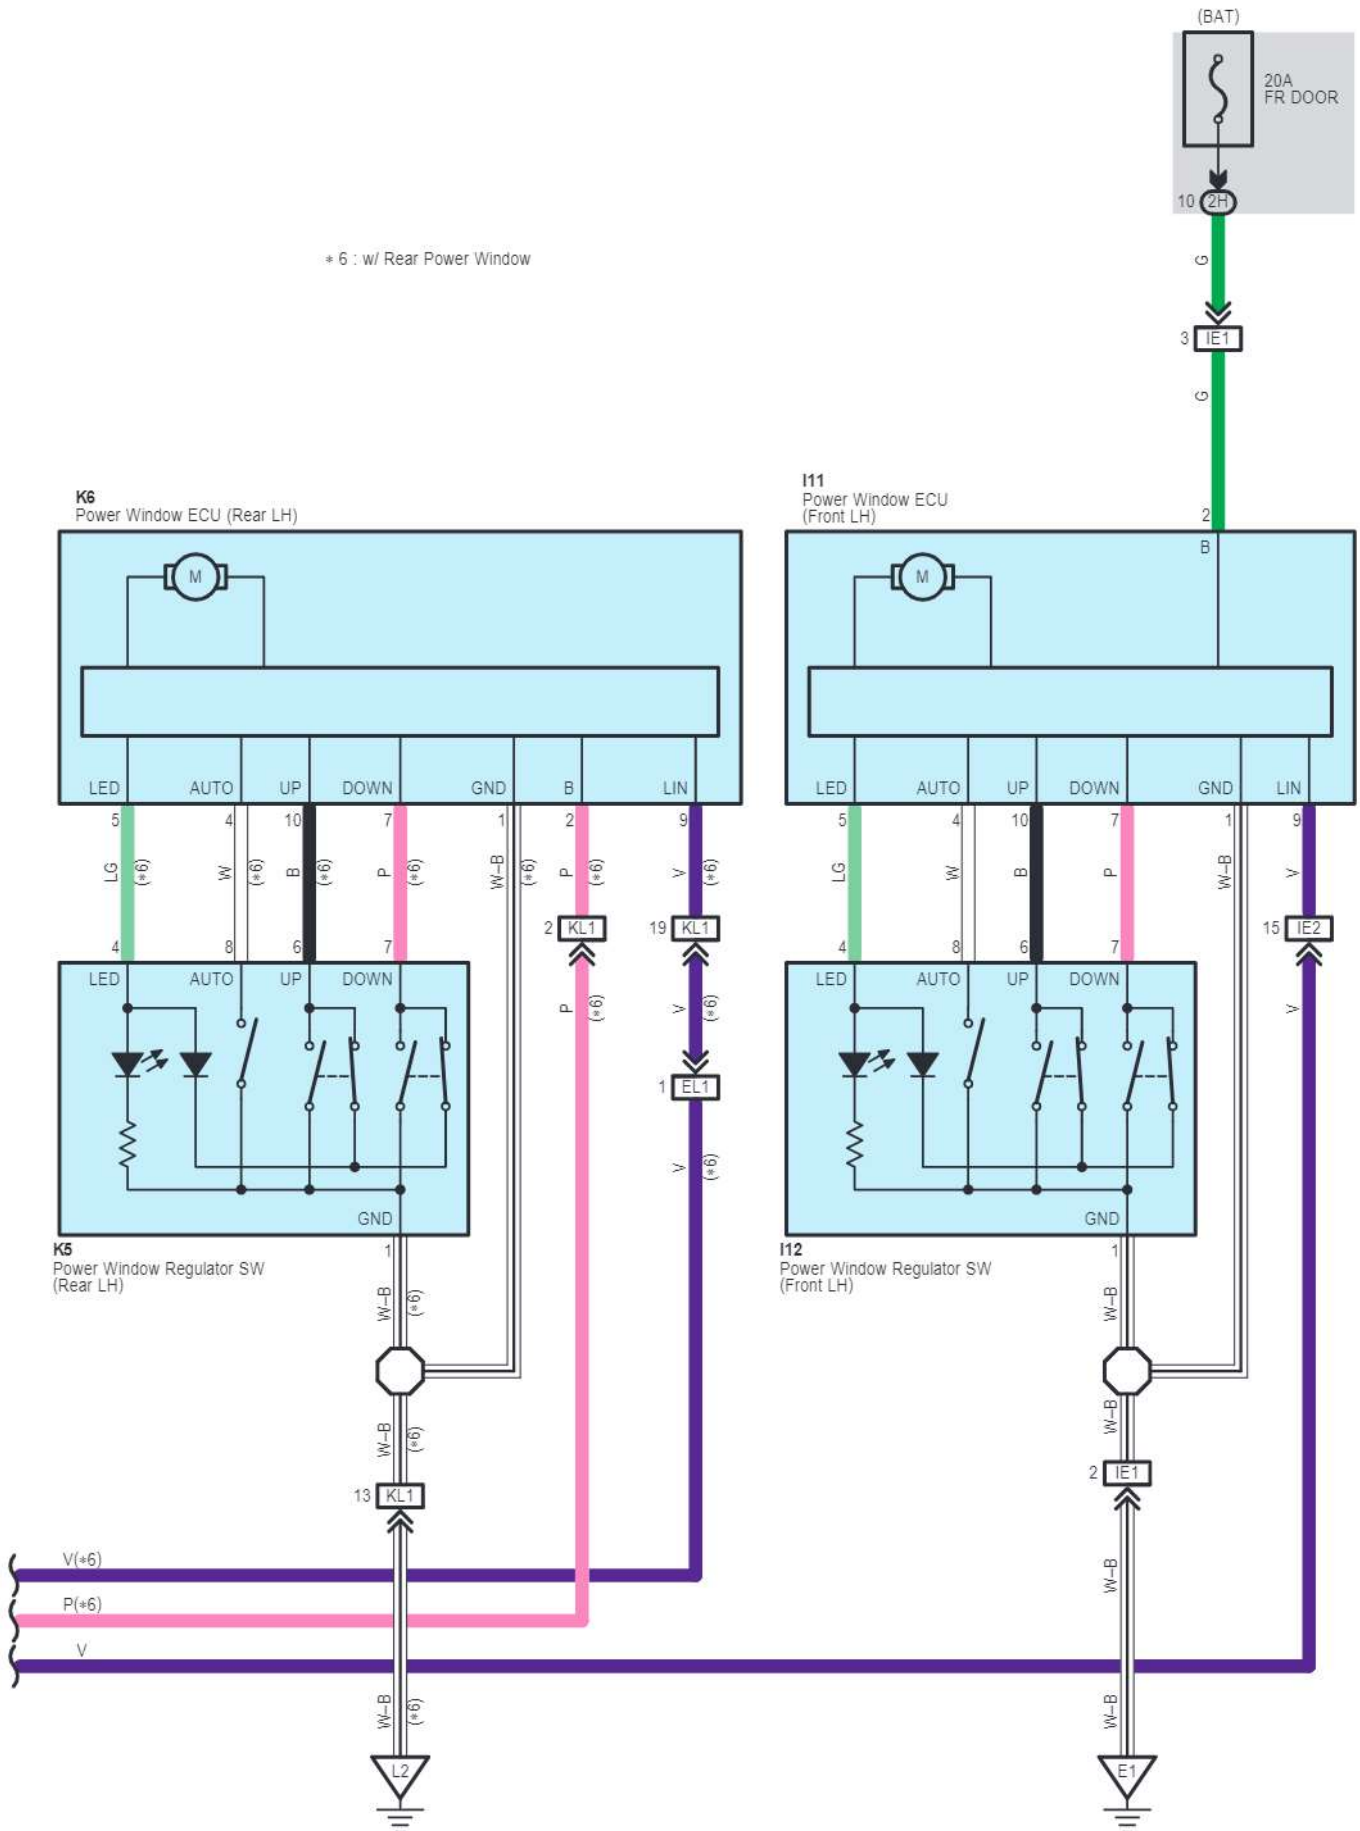 (BAT)
20A
FR DOOR
10 2H
* 6 : w/ Rear Power Window
G
3 IE1
G
K6
Power Window ECU (Rear LH)
I11
Power Window ECU
(Front LH)
2
B
M
M
LED AUTO UP DOWN GND B LIN
LED AUTO UP DOWN GND LIN
5 4 10 7 1 2 9
5 4 10 7 1 9
LG (*6) W (*6) B (*6) P (*6) W–B (*6) P (*6) V (*6)
LG W B P W–B V
2 KL1 19 KL1
15 IE2
4 8 6 7
4 8 6 7
LED AUTO UP DOWN
LED AUTO UP DOWN
P (*6) V (*6)
V
1 EL1
V (*6)
GND
GND
K5
Power Window Regulator SW
(Rear LH)
1
I12
Power Window Regulator SW
(Front LH)
1
W–B (*6)
W–B
W–B (*6)
W–B
2 IE1
13 KL1
V(*6)
W–B
P(*6)
V
W–B (*6)
W–B
L2
E1